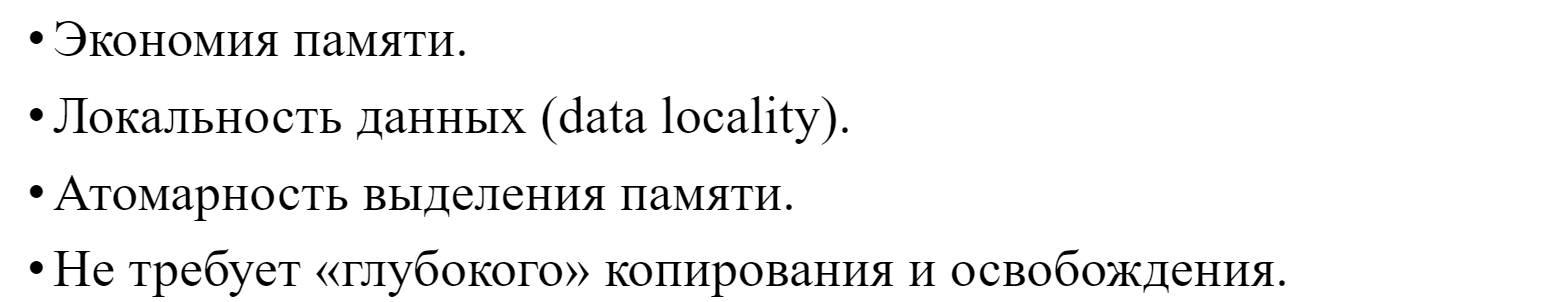 • Экономия памяти.
• Локальность данных (data locality).
• Атомарность выделения памяти.
• Не требует «глубокого» копирования и освобождения.